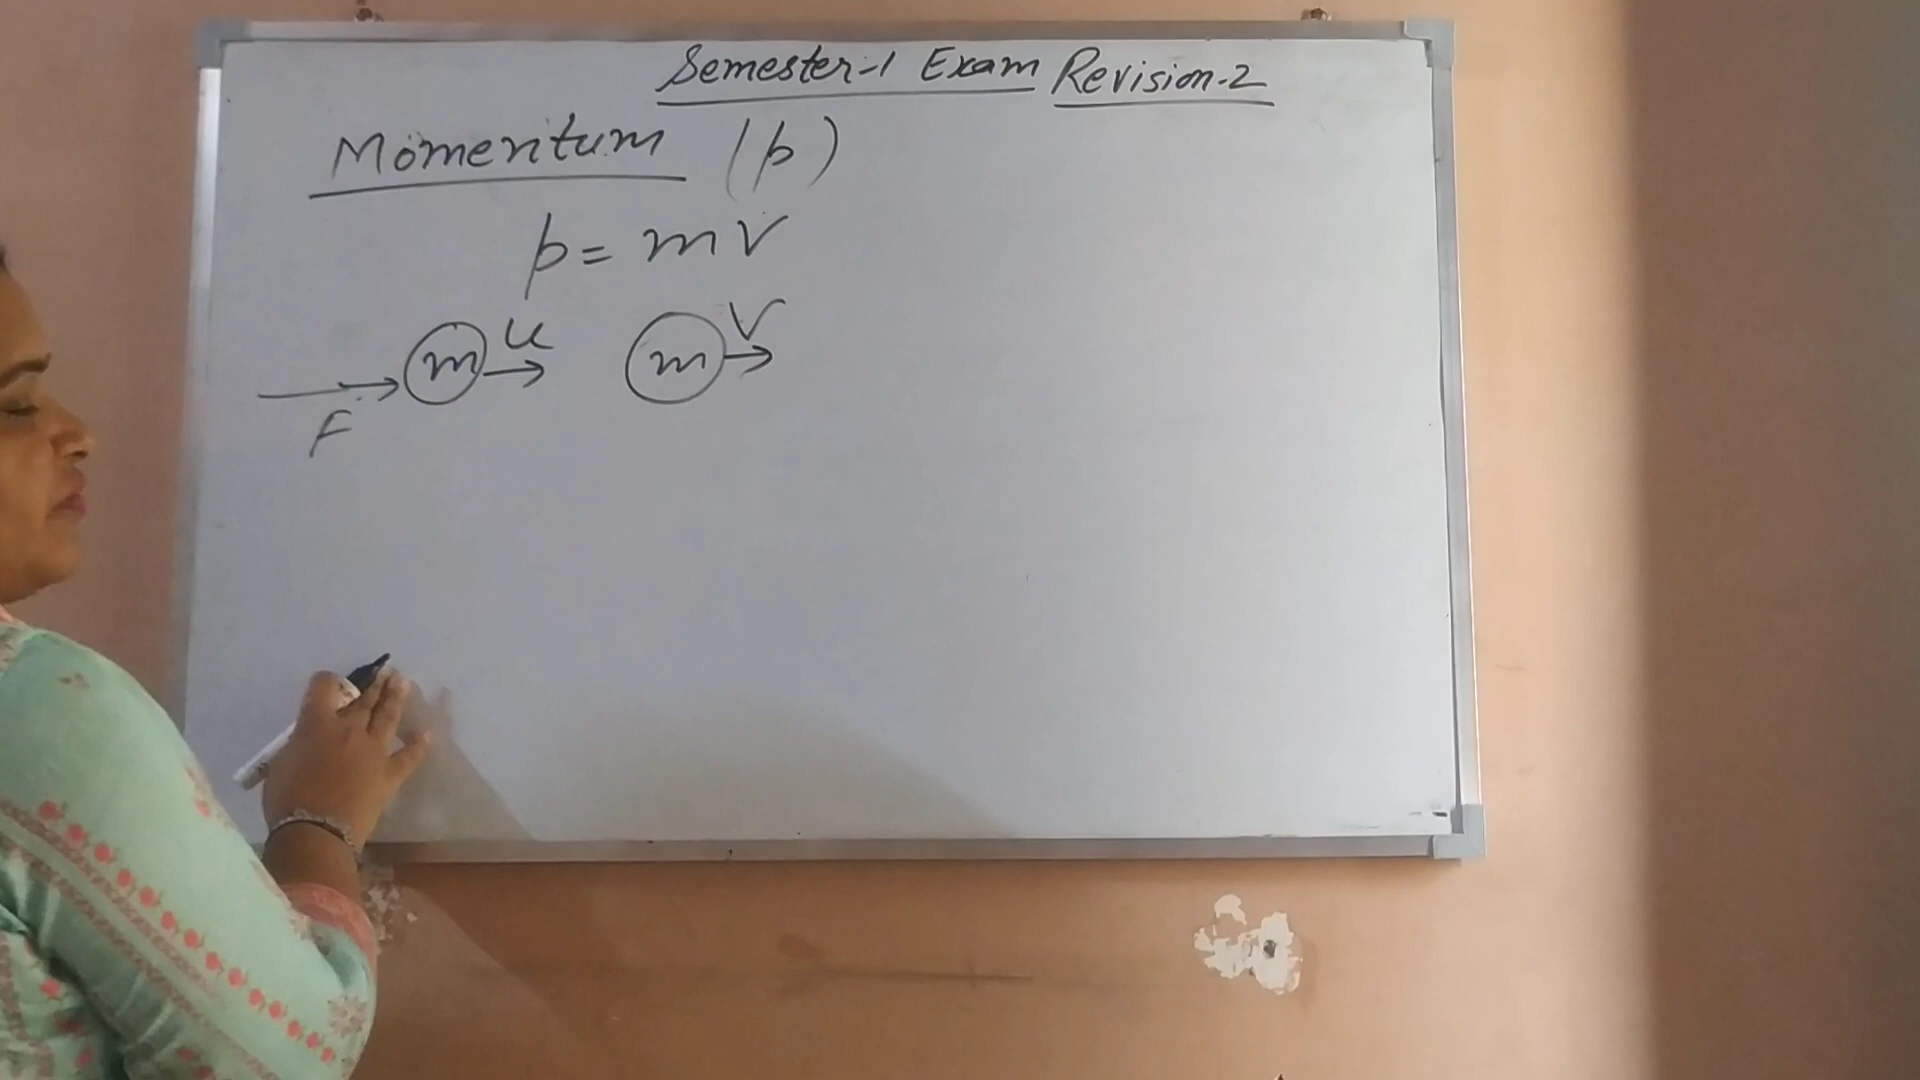 Semester-1 Exam Revision-2
Momentum (p)
p = mv
m u m v
F